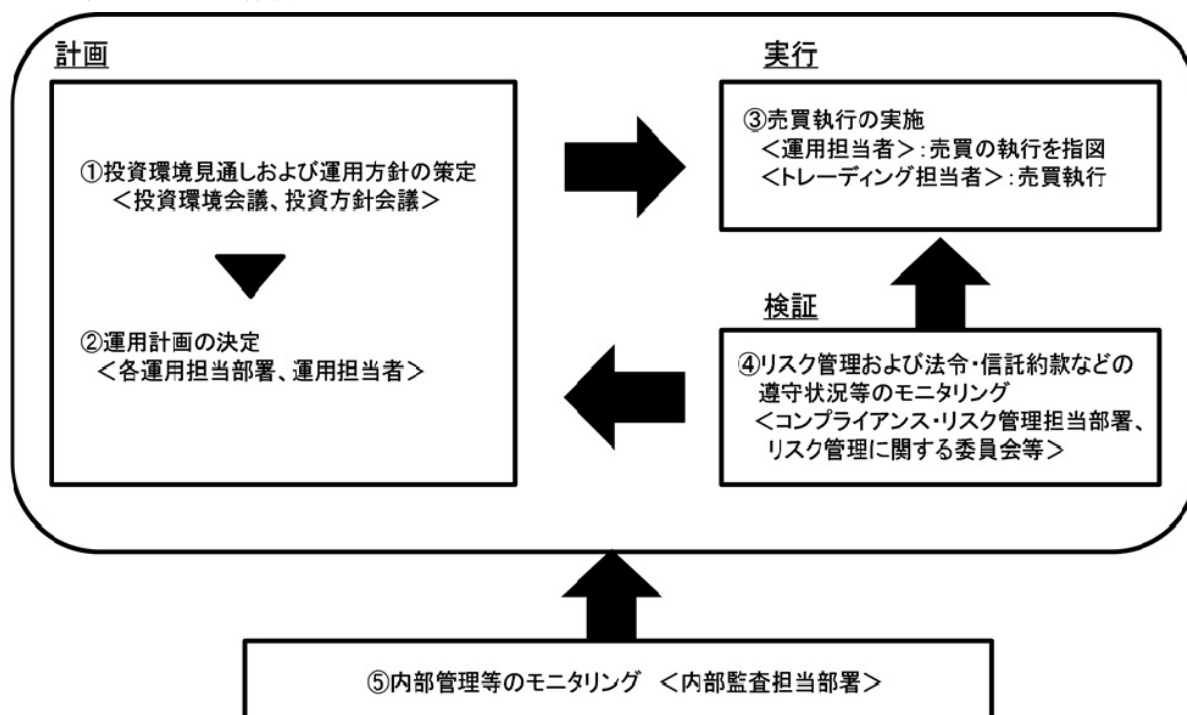 計画
①投資環境見通しおよび運用方針の策定
＜投資環境会議、投資方針会議＞
②運用計画の決定
＜各運用担当部署、運用担当者＞
実行
③売買執行の実施
＜運用担当者＞：売買の執行を指図
＜トレーディング担当者＞：売買執行
検証
④リスク管理および法令・信託約款などの
遵守状況等のモニタリング
＜コンプライアンス・リスク管理担当部署、
リスク管理に関する委員会等＞
⑤内部管理等のモニタリング ＜内部監査担当部署＞